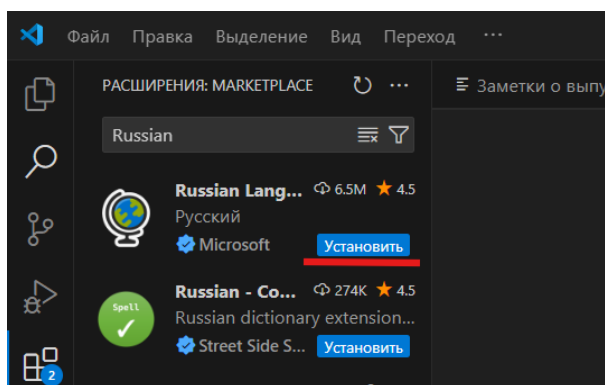 Файл Правка Выделение Вид Переход ···
РАСШИРЕНИЯ: MARKETPLACE ···
Заметки о выпу
Russian
Russian Lang... 6.5M ★ 4.5
Русский
Microsoft Установить
Russian - Co... 274K ★ 4.5
Spell
Russian dictionary extension...
Street Side S... Установить
2